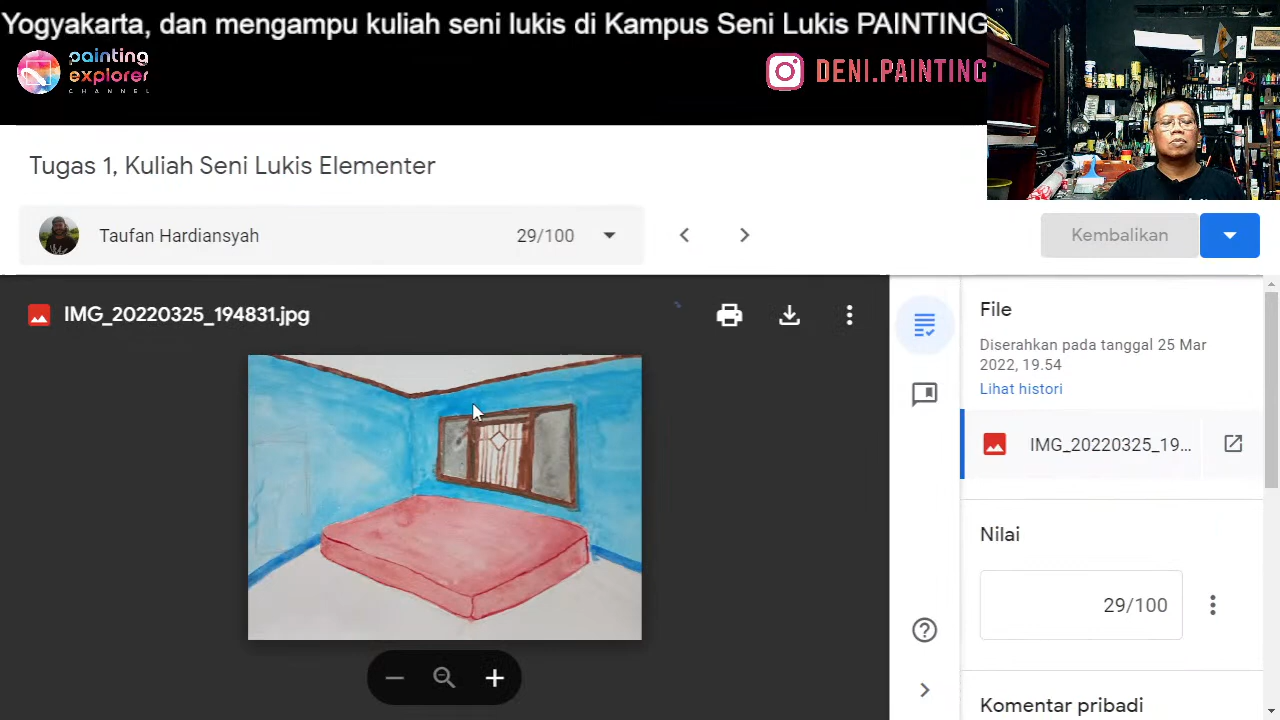 Yogyakarta, dan mengampu kuliah seni lukis di Kampus Seni Lukis PAINTING
painting
explorer
CHANNEL
DENI.PAINTING
Tugas 1, Kuliah Seni Lukis Elementer
Taufan Hardiansyah 29/100
Kembalikan
IMG_20220325_194831.jpg
File
Diserahkan pada tanggal 25 Mar
2022, 19.54
Lihat histori
IMG_20220325_19...
Nilai
29/100
Komentar pribadi